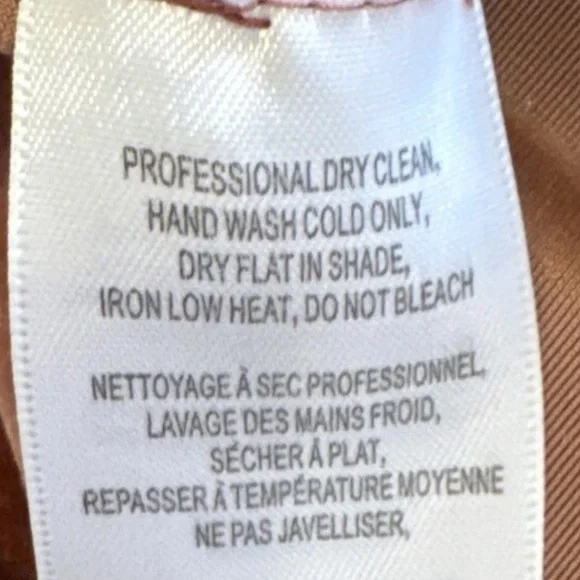 PROFESSIONAL DRY CLEAN,
HAND WASH COLD ONLY,
DRY FLAT IN SHADE,
IRON LOW HEAT, DO NOT BLEACH
NETTOYAGE À SEC PROFESSIONNEL,
LAVAGE DES MAINS FROID,
SÉCHER À PLAT,
REPASSER À TEMPÉRATURE MOYENNE
NE PAS JAVELLISER,